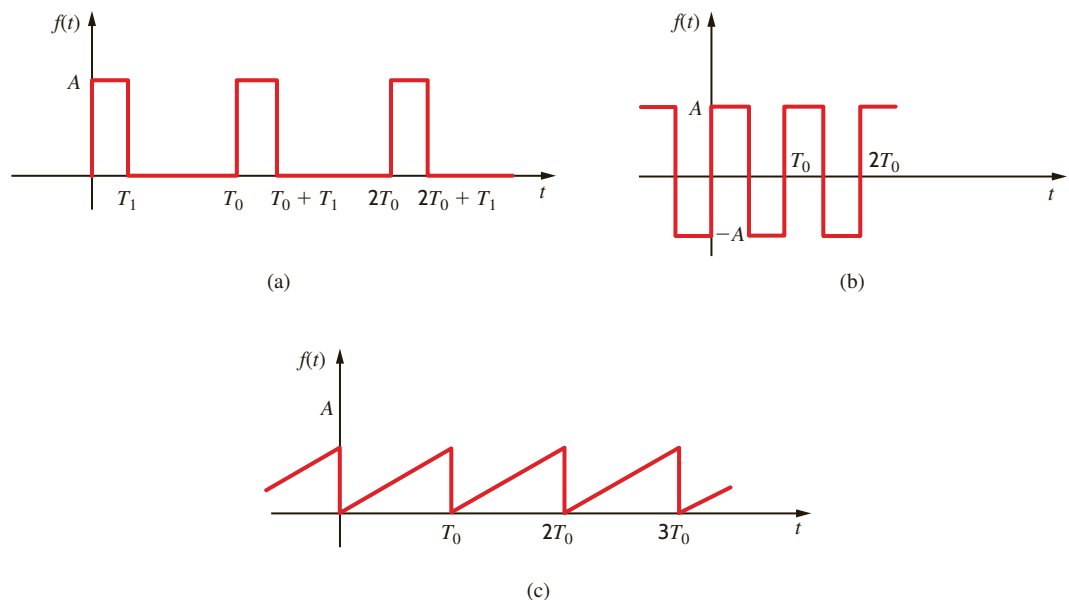 f(t)
A
T₁ T₀ T₀ + T₁ 2T₀ 2T₀ + T₁ t
(a)
f(t)
A
T₀ 2T₀
t
−A
(b)
f(t)
A
T₀ 2T₀ 3T₀ t
(c)